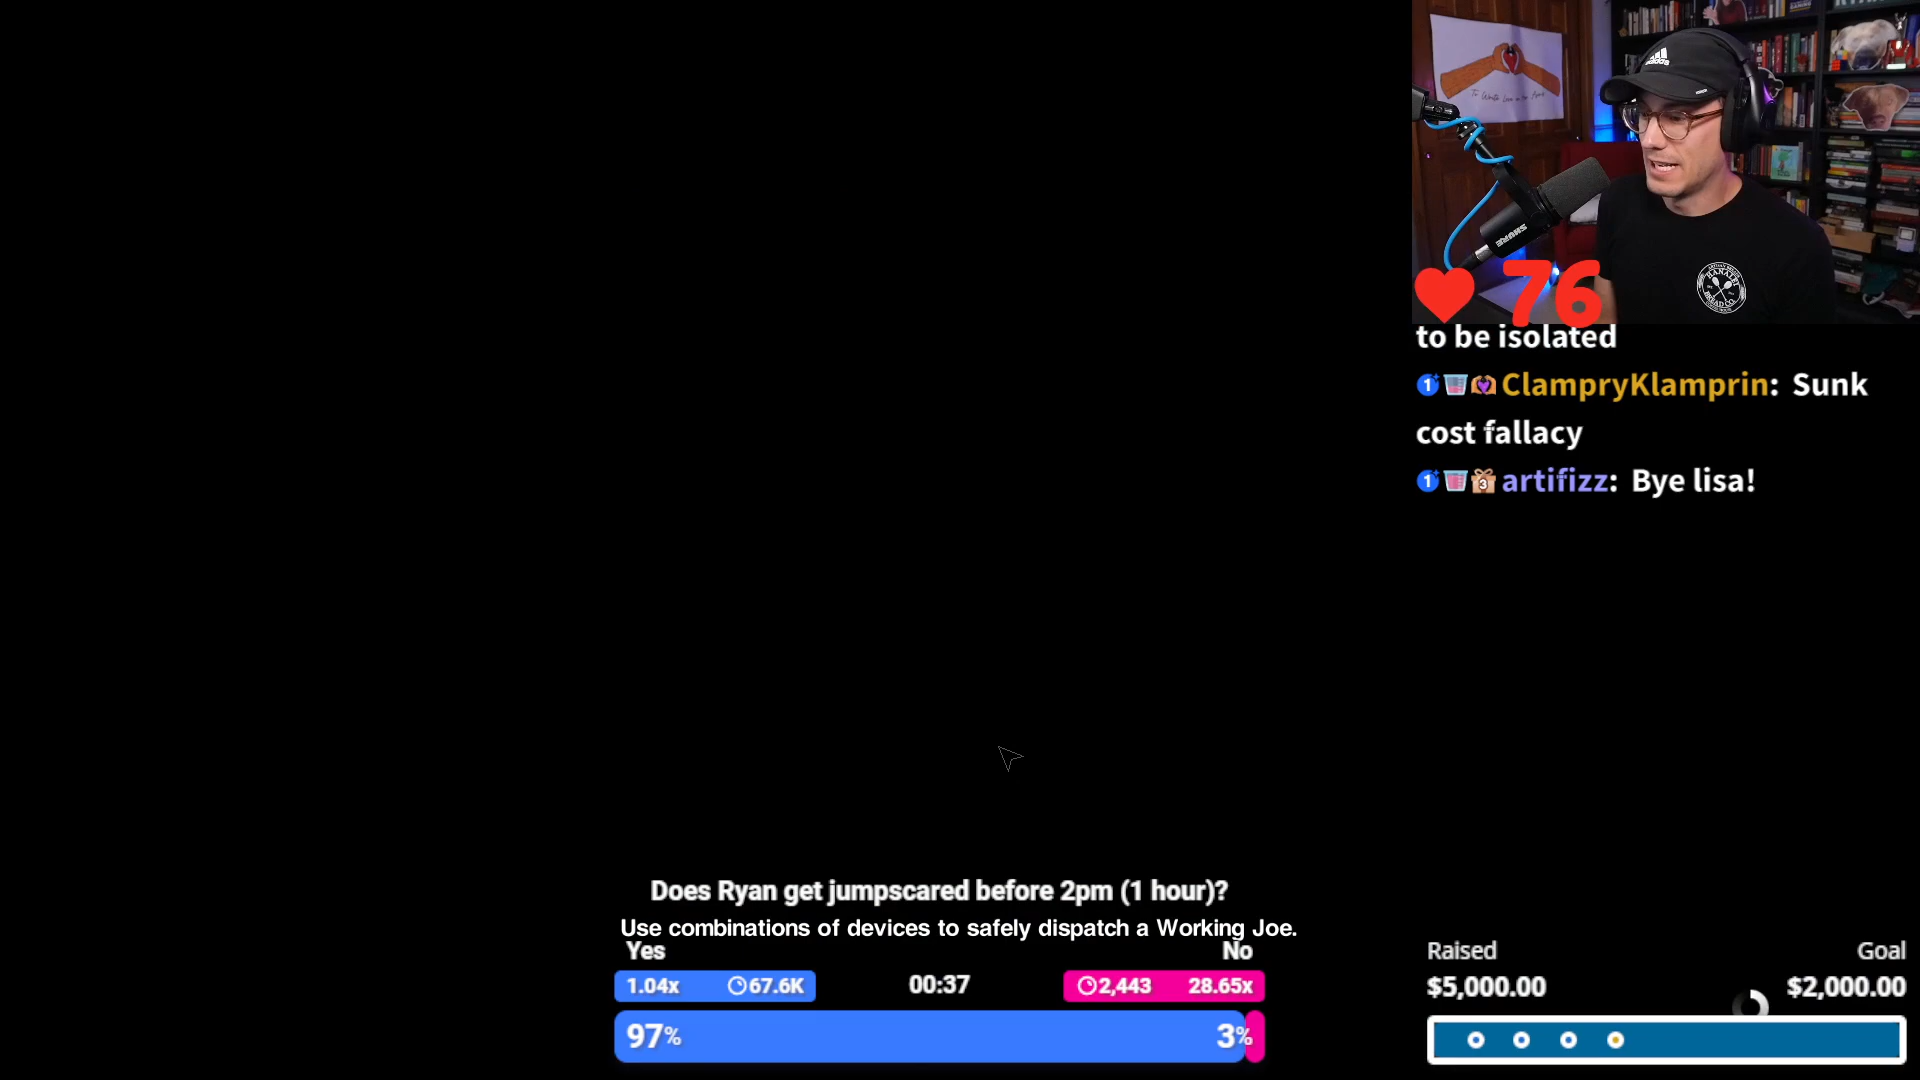 adidas
SHURE
76
to be isolated
ClampryKlamprin: Sunk
cost fallacy
artifizz: Bye lisa!
Does Ryan get jumpscared before 2pm (1 hour)?
Use combinations of devices to safely dispatch a Working Joe.
Yes No
1.04x 67.6K 00:37 2,443 28.65x
97% 3%
Raised Goal
$5,000.00 $2,000.00